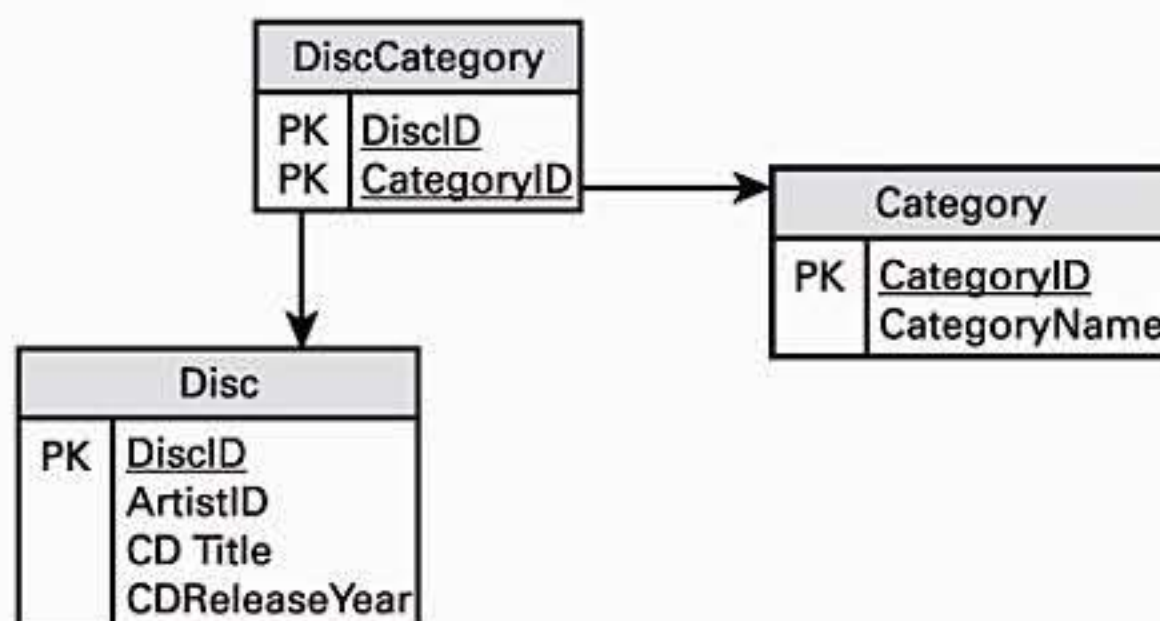 DiscCategory
PK DiscID
PK CategoryID
Category
PK CategoryID
CategoryName
Disc
PK DiscID
ArtistID
CD Title
CDReleaseYear